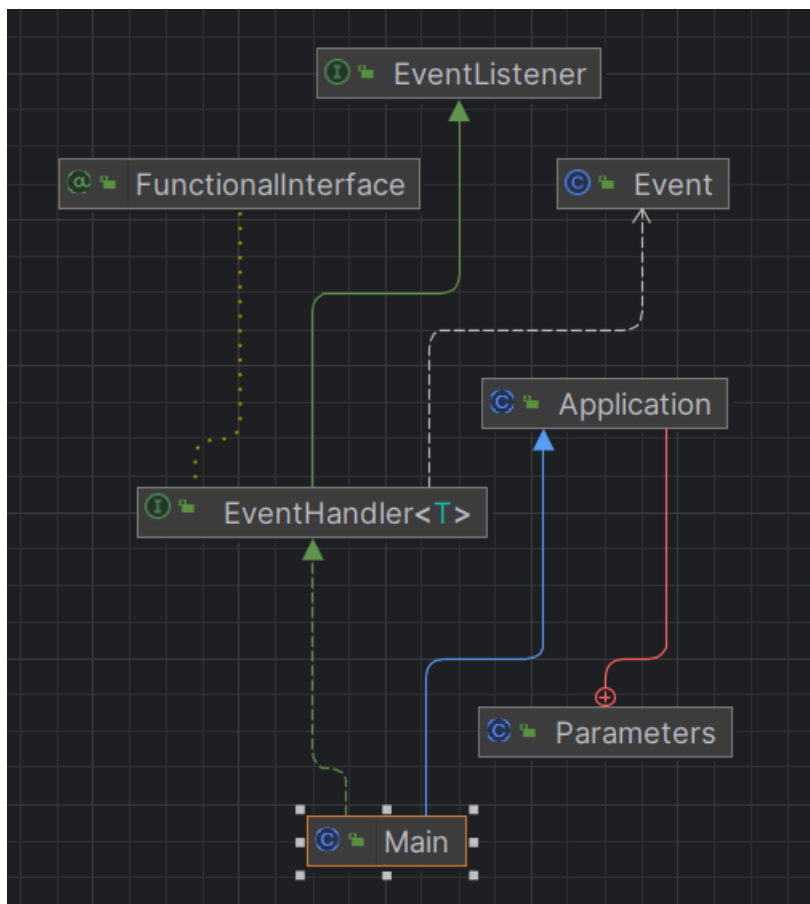 EventListener
FunctionalInterface
Event
Application
EventHandler<T>
Parameters
Main